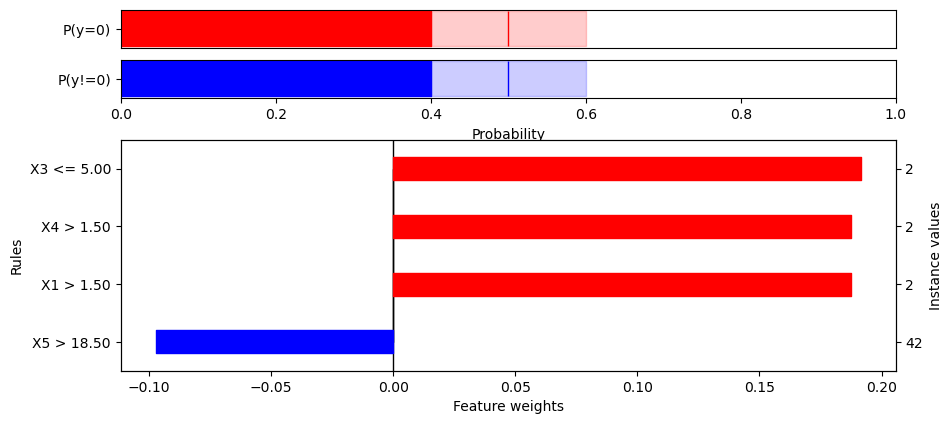 P(y=0)
P(y!=0)
0.0 0.2 0.4 0.6 0.8 1.0
Probability
X3 <= 5.00 2
X4 > 1.50 2
X1 > 1.50 2
X5 > 18.50 42
Rules
Instance values
−0.10 −0.05 0.00 0.05 0.10 0.15 0.20
Feature weights